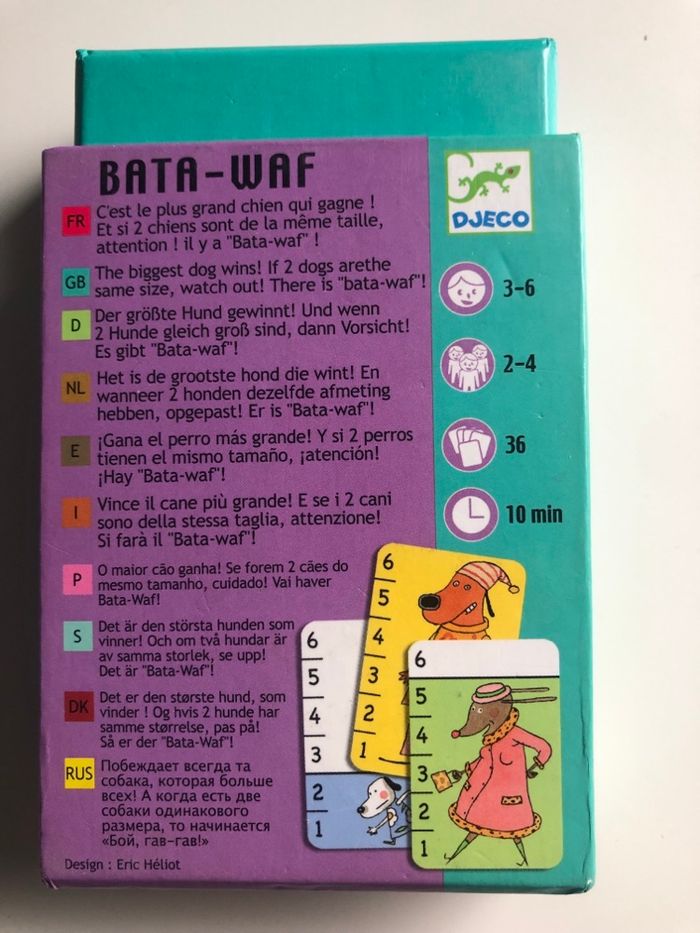 BATA-WAF
DJECO
FR
C'est le plus grand chien qui gagne !
Et si 2 chiens sont de la même taille,
attention ! il y a "Bata-waf" !
GB
The biggest dog wins! If 2 dogs arethe
same size, watch out! There is "bata-waf"!
D
Der größte Hund gewinnt! Und wenn
2 Hunde gleich groß sind, dann Vorsicht!
Es gibt "Bata-waf"!
NL
Het is de grootste hond die wint! En
wanneer 2 honden dezelfde afmeting
hebben, opgepast! Er is "Bata-waf"!
E
¡Gana el perro más grande! Y si 2 perros
tienen el mismo tamaño, ¡atención!
¡Hay "Bata-waf"!
I
Vince il cane più grande! E se i 2 cani
sono della stessa taglia, attenzione!
Si farà il "Bata-waf"!
P
O maior cão ganha! Se forem 2 cães do
mesmo tamanho, cuidado! Vai haver
Bata-Waf!
S
Det är den största hunden som
vinner! Och om två hundar är
av samma storlek, se upp!
Det är "Bata-Waf"!
DK
Det er den største hund, som
vinder ! Og hvis 2 hunde har
samme størrelse, pas på!
Så er der "Bata-Waf"!
RUS
Побеждает всегда та
собака, которая больше
всех! А когда есть две
собаки одинакового
размера, то начинается
«Бой, гав-гав!»
Design : Eric Héliot
3-6
2-4
36
10 min
6
5
4
3
2
1
6
5
4
3
2
1
6
5
4
3
2
1